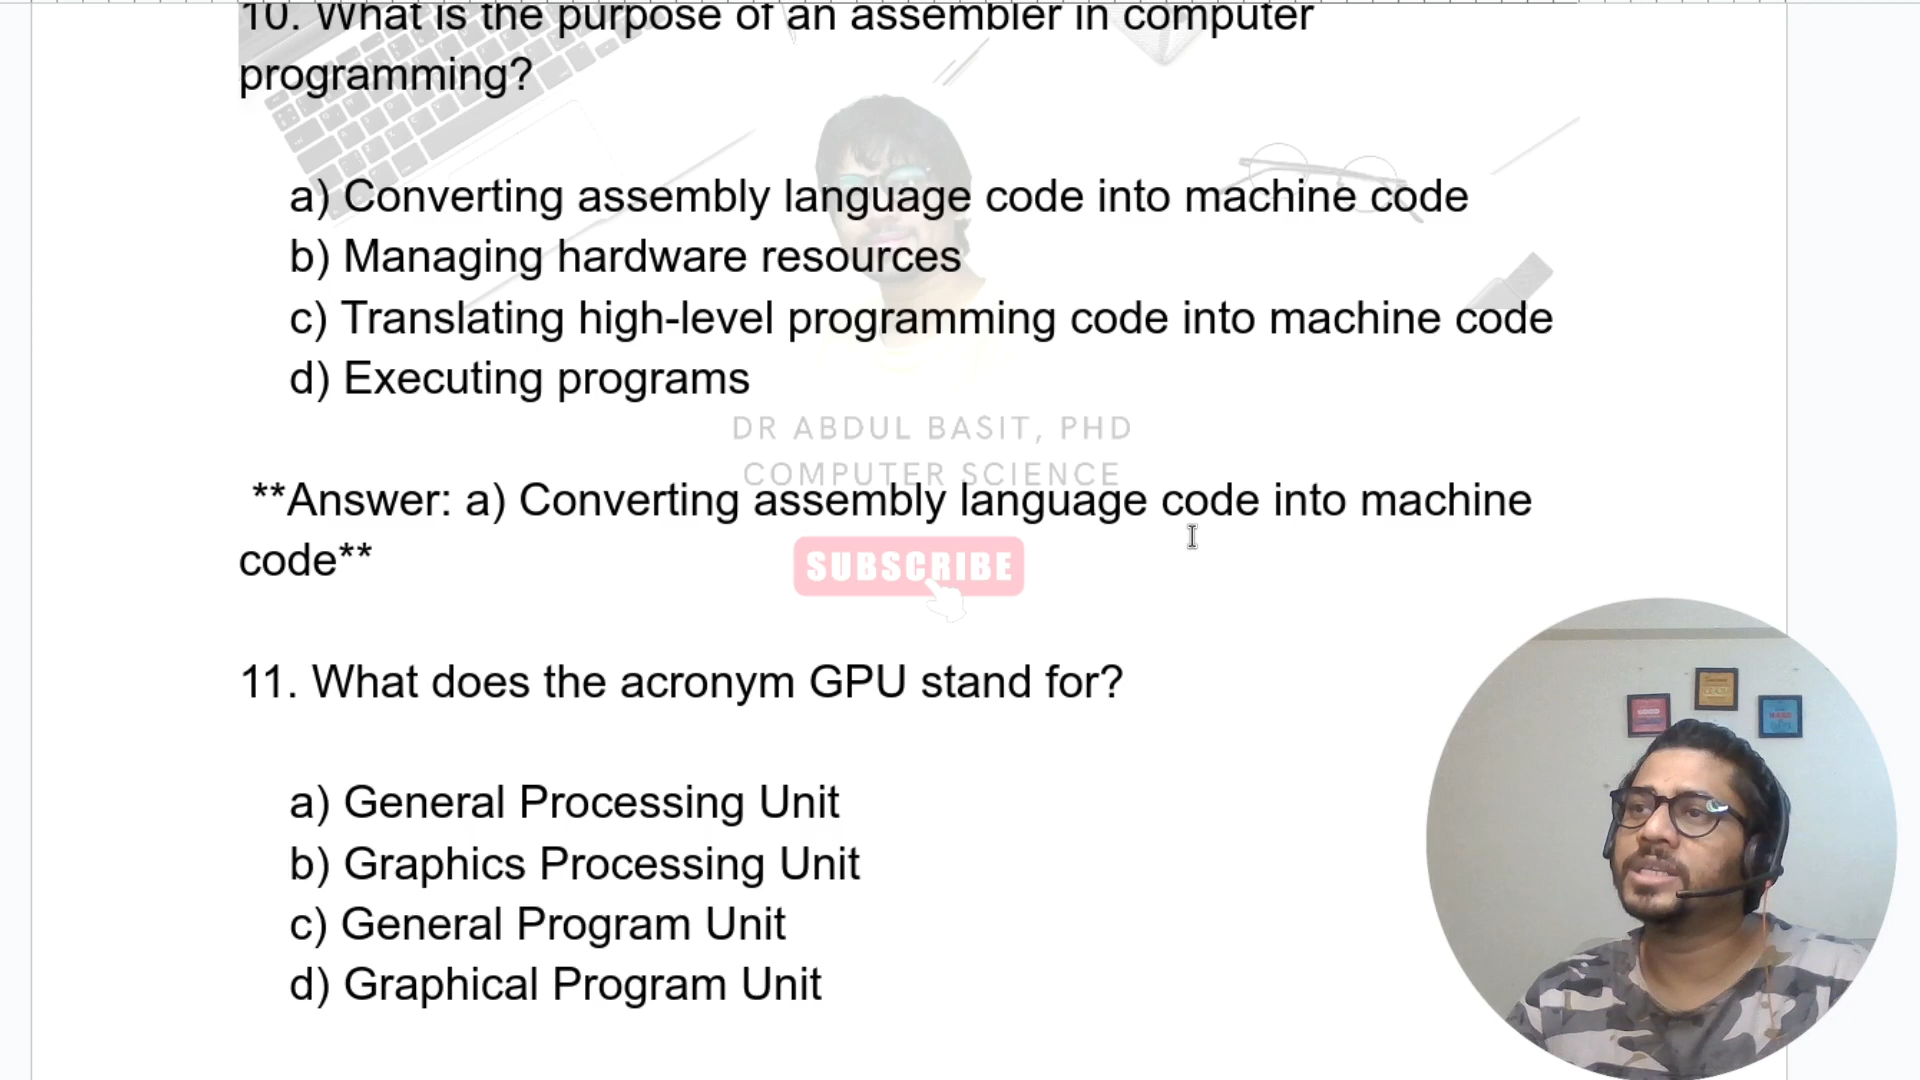 10. What is the purpose of an assembler in computer
programming?
a) Converting assembly language code into machine code
b) Managing hardware resources
c) Translating high-level programming code into machine code
d) Executing programs
DR ABDUL BASIT, PHD
COMPUTER SCIENCE
**Answer: a) Converting assembly language code into machine
code**
SUBSCRIBE
11. What does the acronym GPU stand for?
a) General Processing Unit
b) Graphics Processing Unit
c) General Program Unit
d) Graphical Program Unit